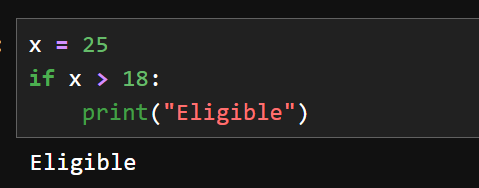 x = 25
if x > 18:
    print("Eligible")
Eligible